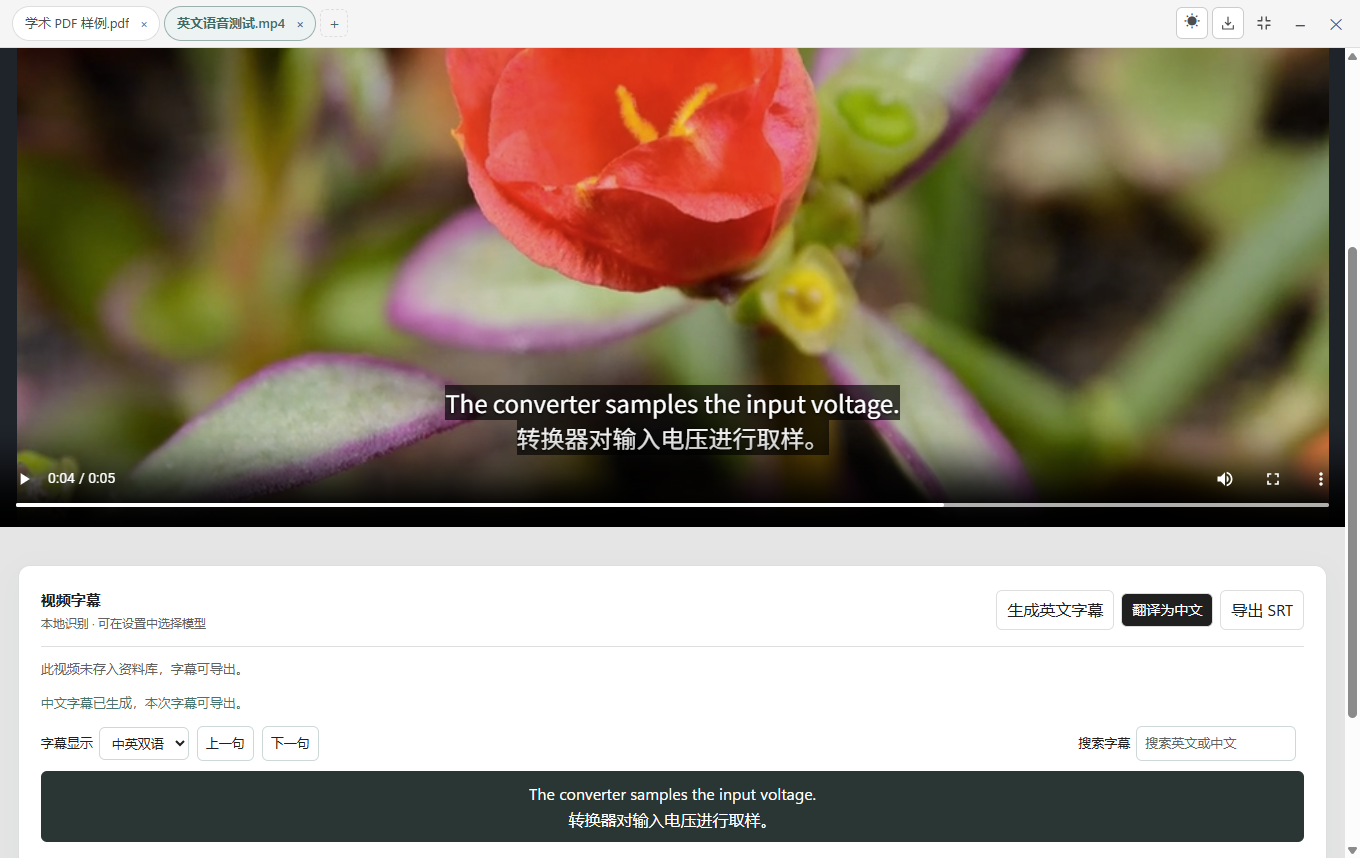 学术 PDF 样例.pdf ×
英文语音测试.mp4 ×
+
The converter samples the input voltage.
转换器对输入电压进行取样。
0:04 / 0:05
视频字幕
本地识别 · 可在设置中选择模型
生成英文字幕
翻译为中文
导出 SRT
此视频未存入资料库，字幕可导出。
中文字幕已生成，本次字幕可导出。
字幕显示
中英双语
上一句
下一句
搜索字幕
搜索英文或中文
The converter samples the input voltage.
转换器对输入电压进行取样。